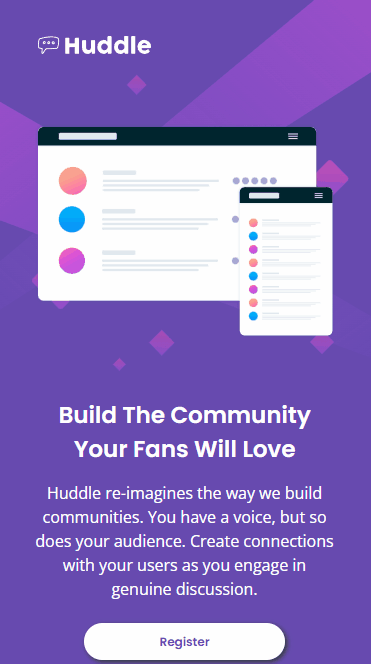 Huddle
Build The Community
Your Fans Will Love
Huddle re-imagines the way we build
communities. You have a voice, but so
does your audience. Create connections
with your users as you engage in
genuine discussion.
Register